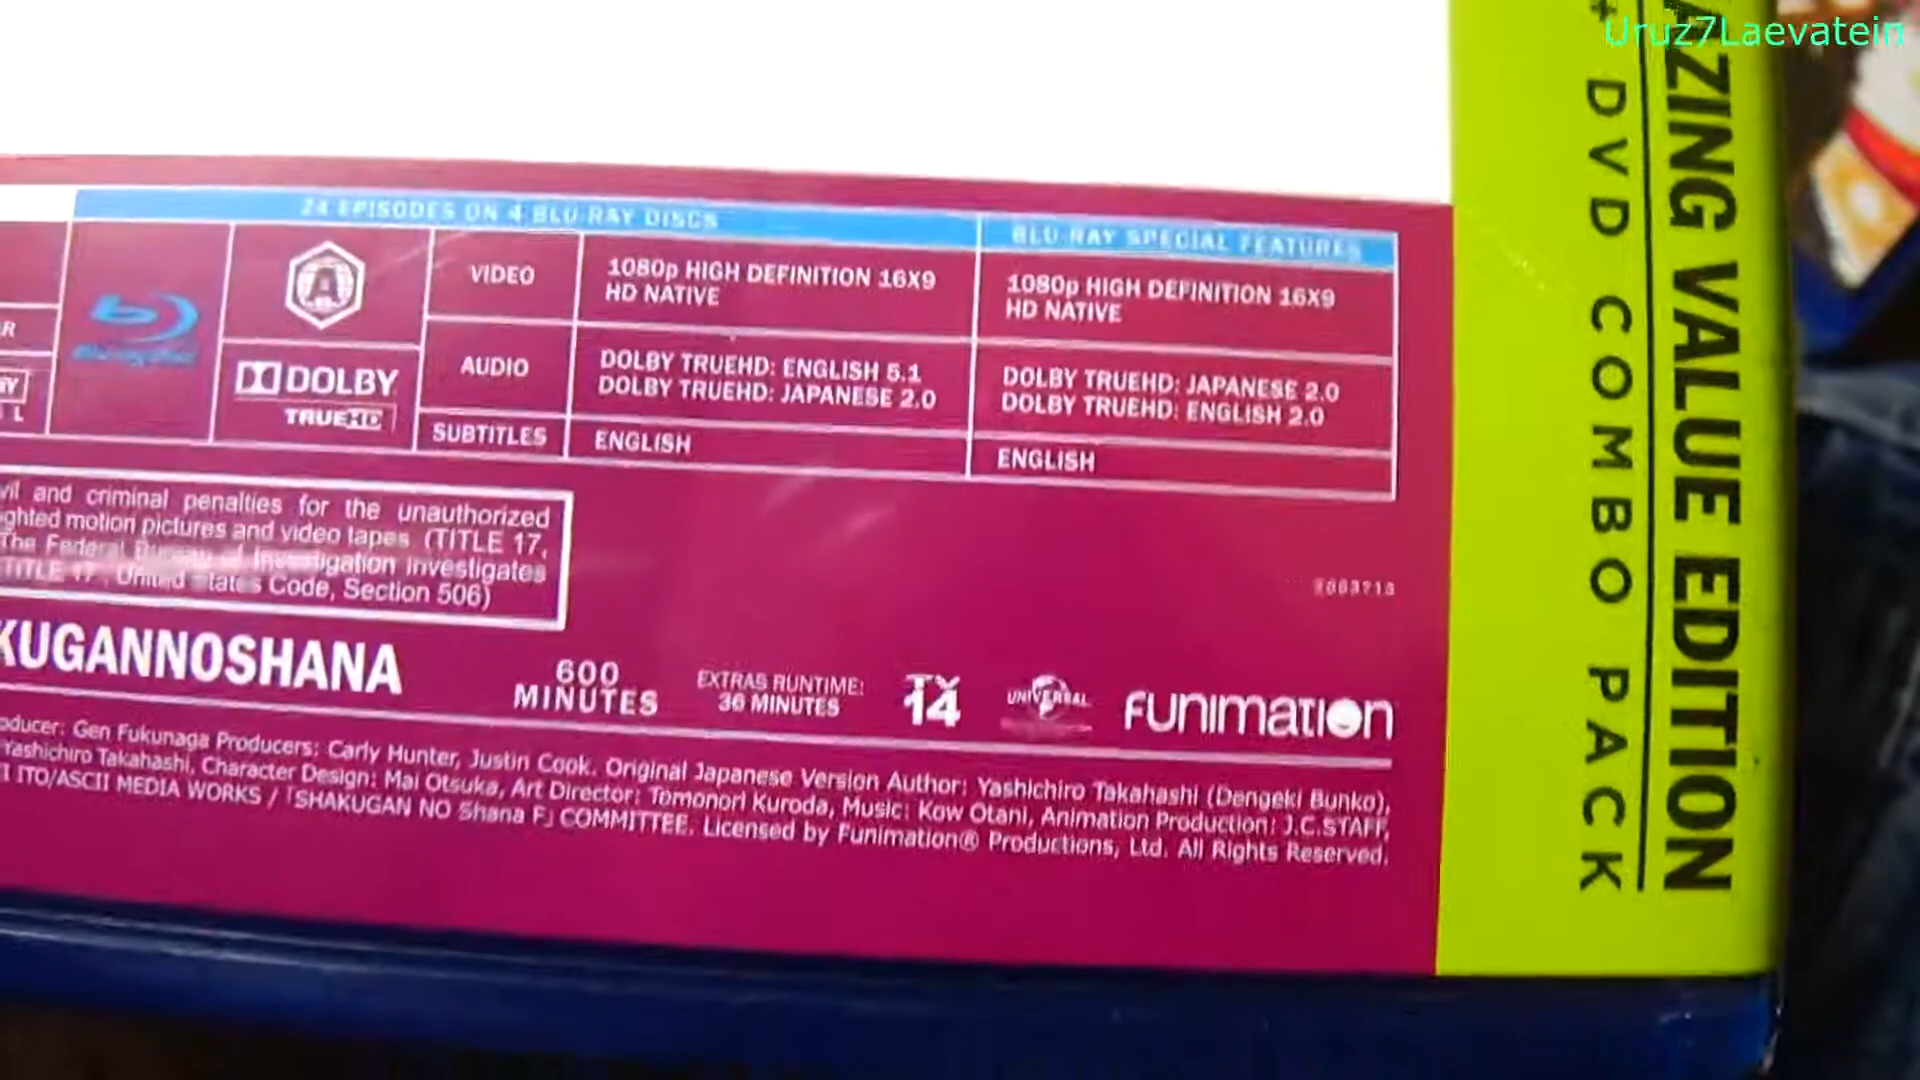 Uruz7Laevatein
AZING VALUE EDITION
+ DVD COMBO PACK
24 EPISODES ON 4 BLU-RAY DISCS
BLU-RAY SPECIAL FEATURES
VIDEO
1080p HIGH DEFINITION 16X9
HD NATIVE
1080p HIGH DEFINITION 16X9
HD NATIVE
DOLBY
TRUEHD
AUDIO
DOLBY TRUEHD: ENGLISH 5.1
DOLBY TRUEHD: JAPANESE 2.0
DOLBY TRUEHD: JAPANESE 2.0
DOLBY TRUEHD: ENGLISH 2.0
SUBTITLES
ENGLISH
ENGLISH
vil and criminal penalties for the unauthorized
ghted motion pictures and video tapes (TITLE 17,
The Federal Bureau of Investigation investigates
TITLE 17, United States Code, Section 506)
KUGANNOSHANA
600
MINUTES
EXTRAS RUNTIME:
36 MINUTES
TV
14
UNIVERSAL
FUNIMATION
oducer: Gen Fukunaga Producers: Carly Hunter, Justin Cook. Original Japanese Version Author: Yashichiro Takahashi (Dengeki Bunko),
Yashichiro Takahashi, Character Design: Mai Otsuka, Art Director: Tomonori Kuroda, Music: Kow Otani, Animation Production: J.C.STAFF,
I ITO/ASCII MEDIA WORKS /「SHAKUGAN NO Shana F」COMMITTEE. Licensed by Funimation® Productions, Ltd. All Rights Reserved.